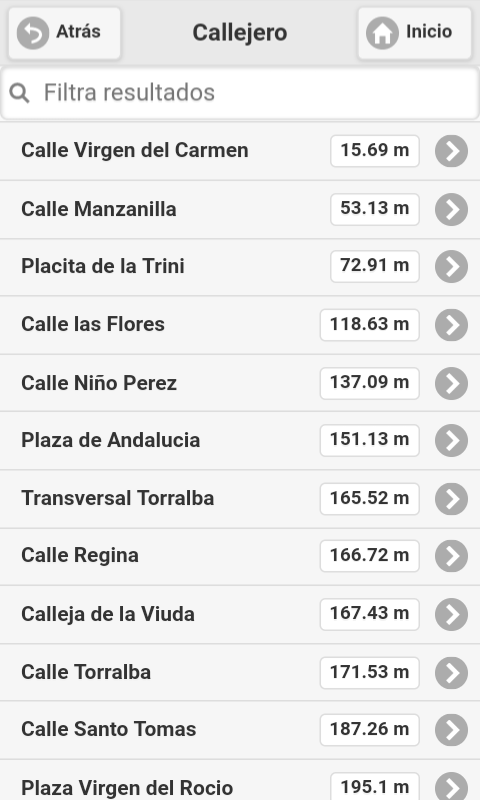 Atrás Callejero Inicio
Filtra resultados
Calle Virgen del Carmen 15.69 m
Calle Manzanilla 53.13 m
Placita de la Trini 72.91 m
Calle las Flores 118.63 m
Calle Niño Perez 137.09 m
Plaza de Andalucia 151.13 m
Transversal Torralba 165.52 m
Calle Regina 166.72 m
Calleja de la Viuda 167.43 m
Calle Torralba 171.53 m
Calle Santo Tomas 187.26 m
Plaza Virgen del Rocio 195.1 m